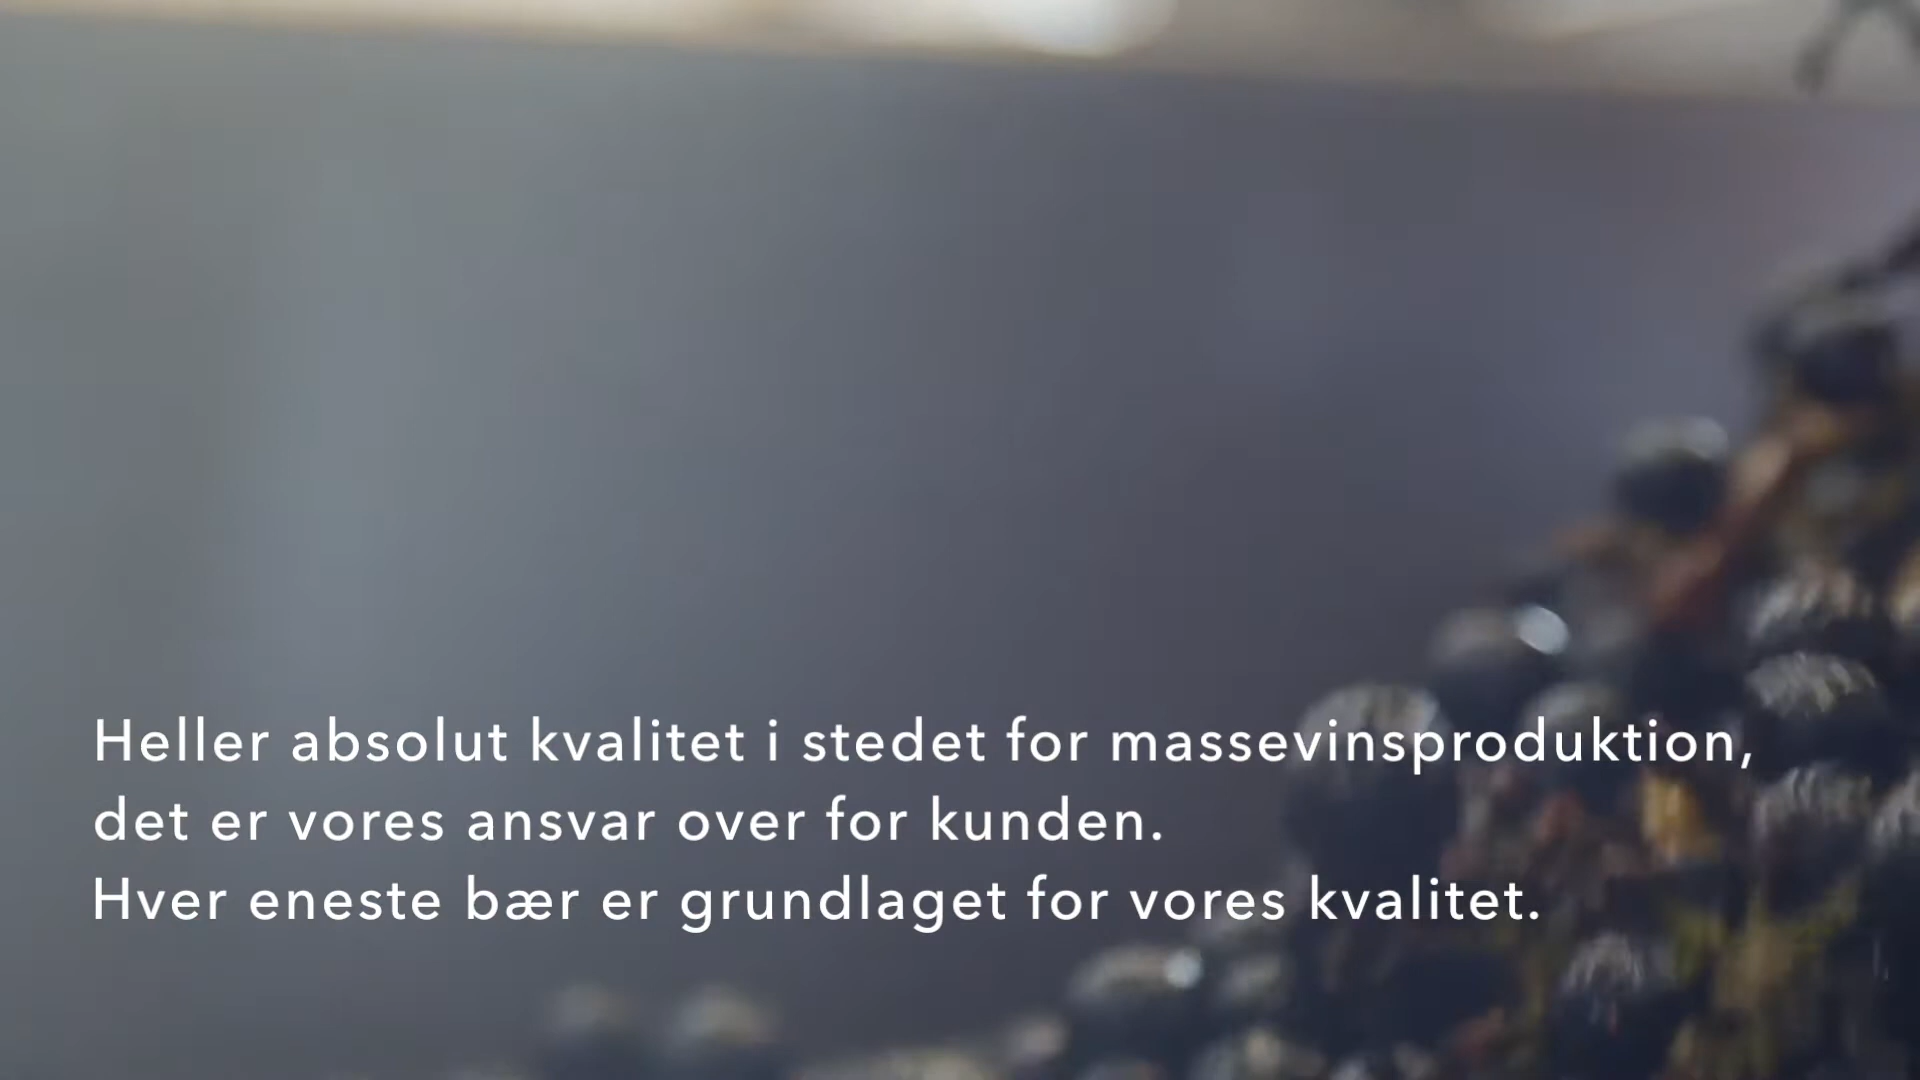 Heller absolut kvalitet i stedet for massevinsproduktion,
det er vores ansvar over for kunden.
Hver eneste bær er grundlaget for vores kvalitet.